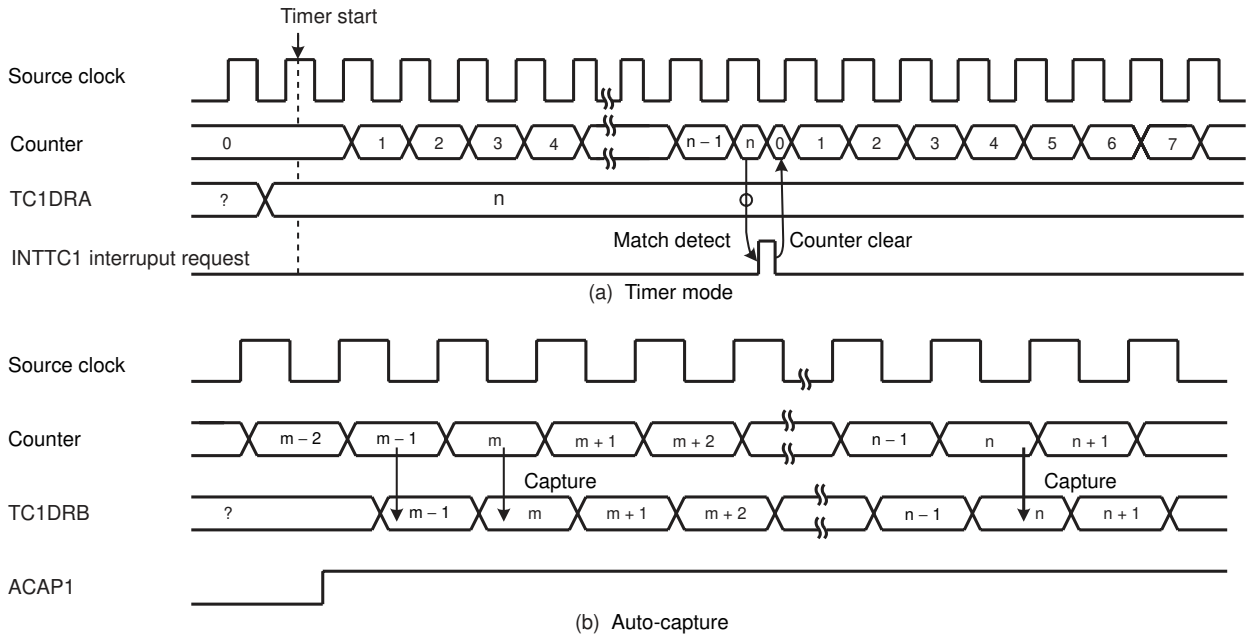 Timer start
Source clock
Counter 0 1 2 3 4 n – 1 n 0 1 2 3 4 5 6 7
TC1DRA ? n
Match detect Counter clear
INTTC1 interruput request
(a) Timer mode
Source clock
Counter m – 2 m – 1 m m + 1 m + 2 n – 1 n n + 1
Capture Capture
TC1DRB ? m – 1 m m + 1 m + 2 n – 1 n n + 1
ACAP1
(b) Auto-capture